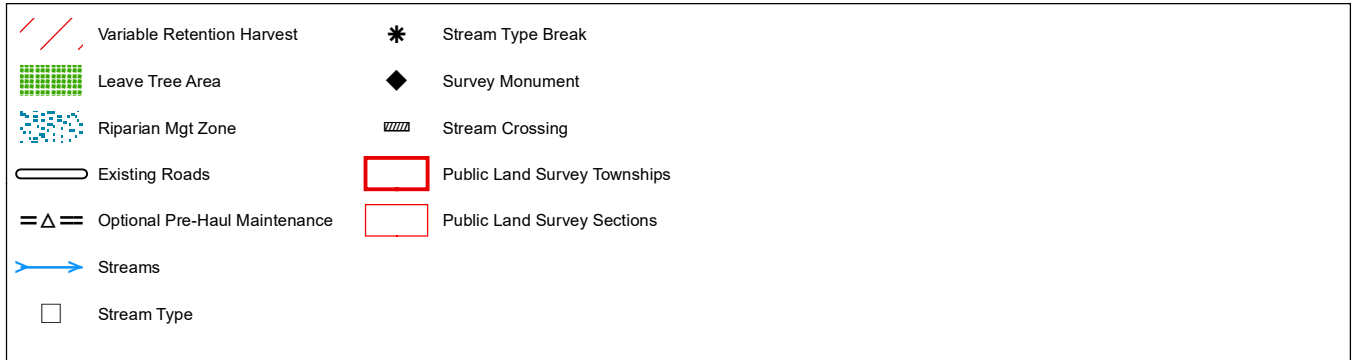 Variable Retention Harvest
Leave Tree Area
Riparian Mgt Zone
Existing Roads
Optional Pre-Haul Maintenance
Streams
Stream Type
Stream Type Break
Survey Monument
Stream Crossing
Public Land Survey Townships
Public Land Survey Sections